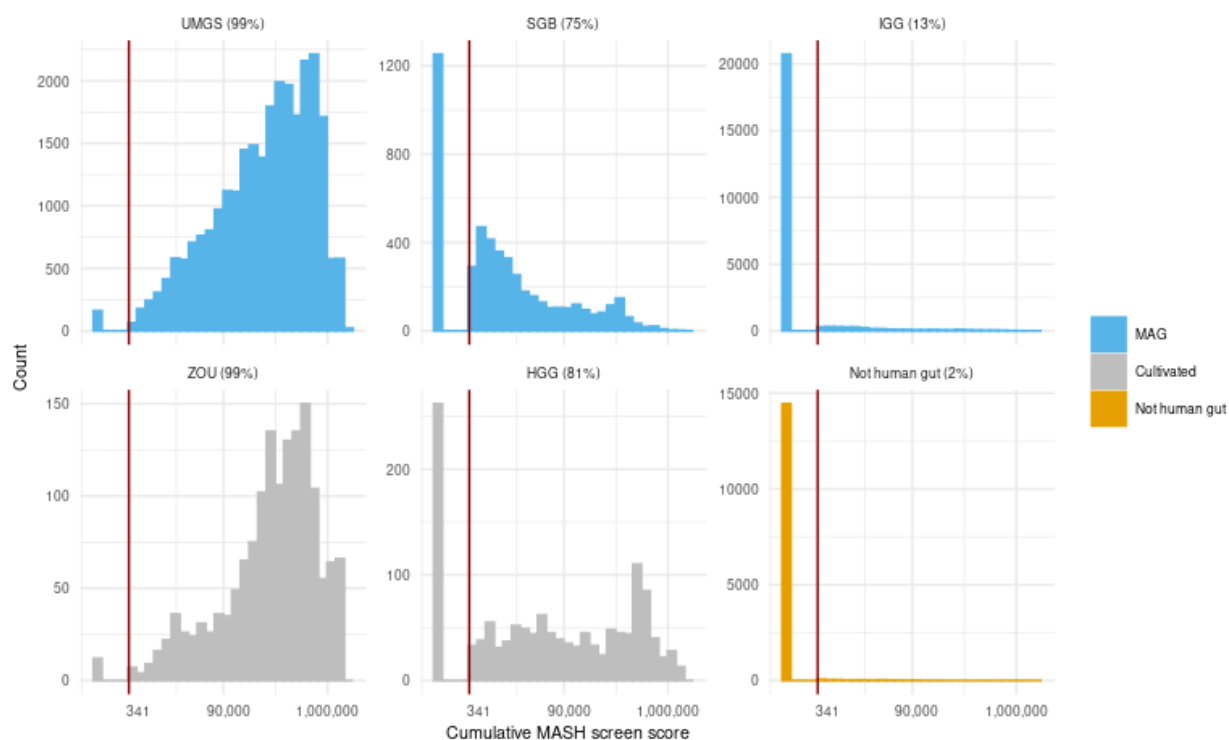 UMGS (99%)
SGB (75%)
IGG (13%)
2000
1500
1000
500
0
1200
800
400
0
20000
15000
10000
5000
0
Count
MAG
Cultivated
Not human gut
ZOU (99%)
HGG (81%)
Not human gut (2%)
150
100
50
0
200
100
0
15000
10000
5000
0
341 90,000 1,000,000
341 90,000 1,000,000
341 90,000 1,000,000
Cumulative MASH screen score